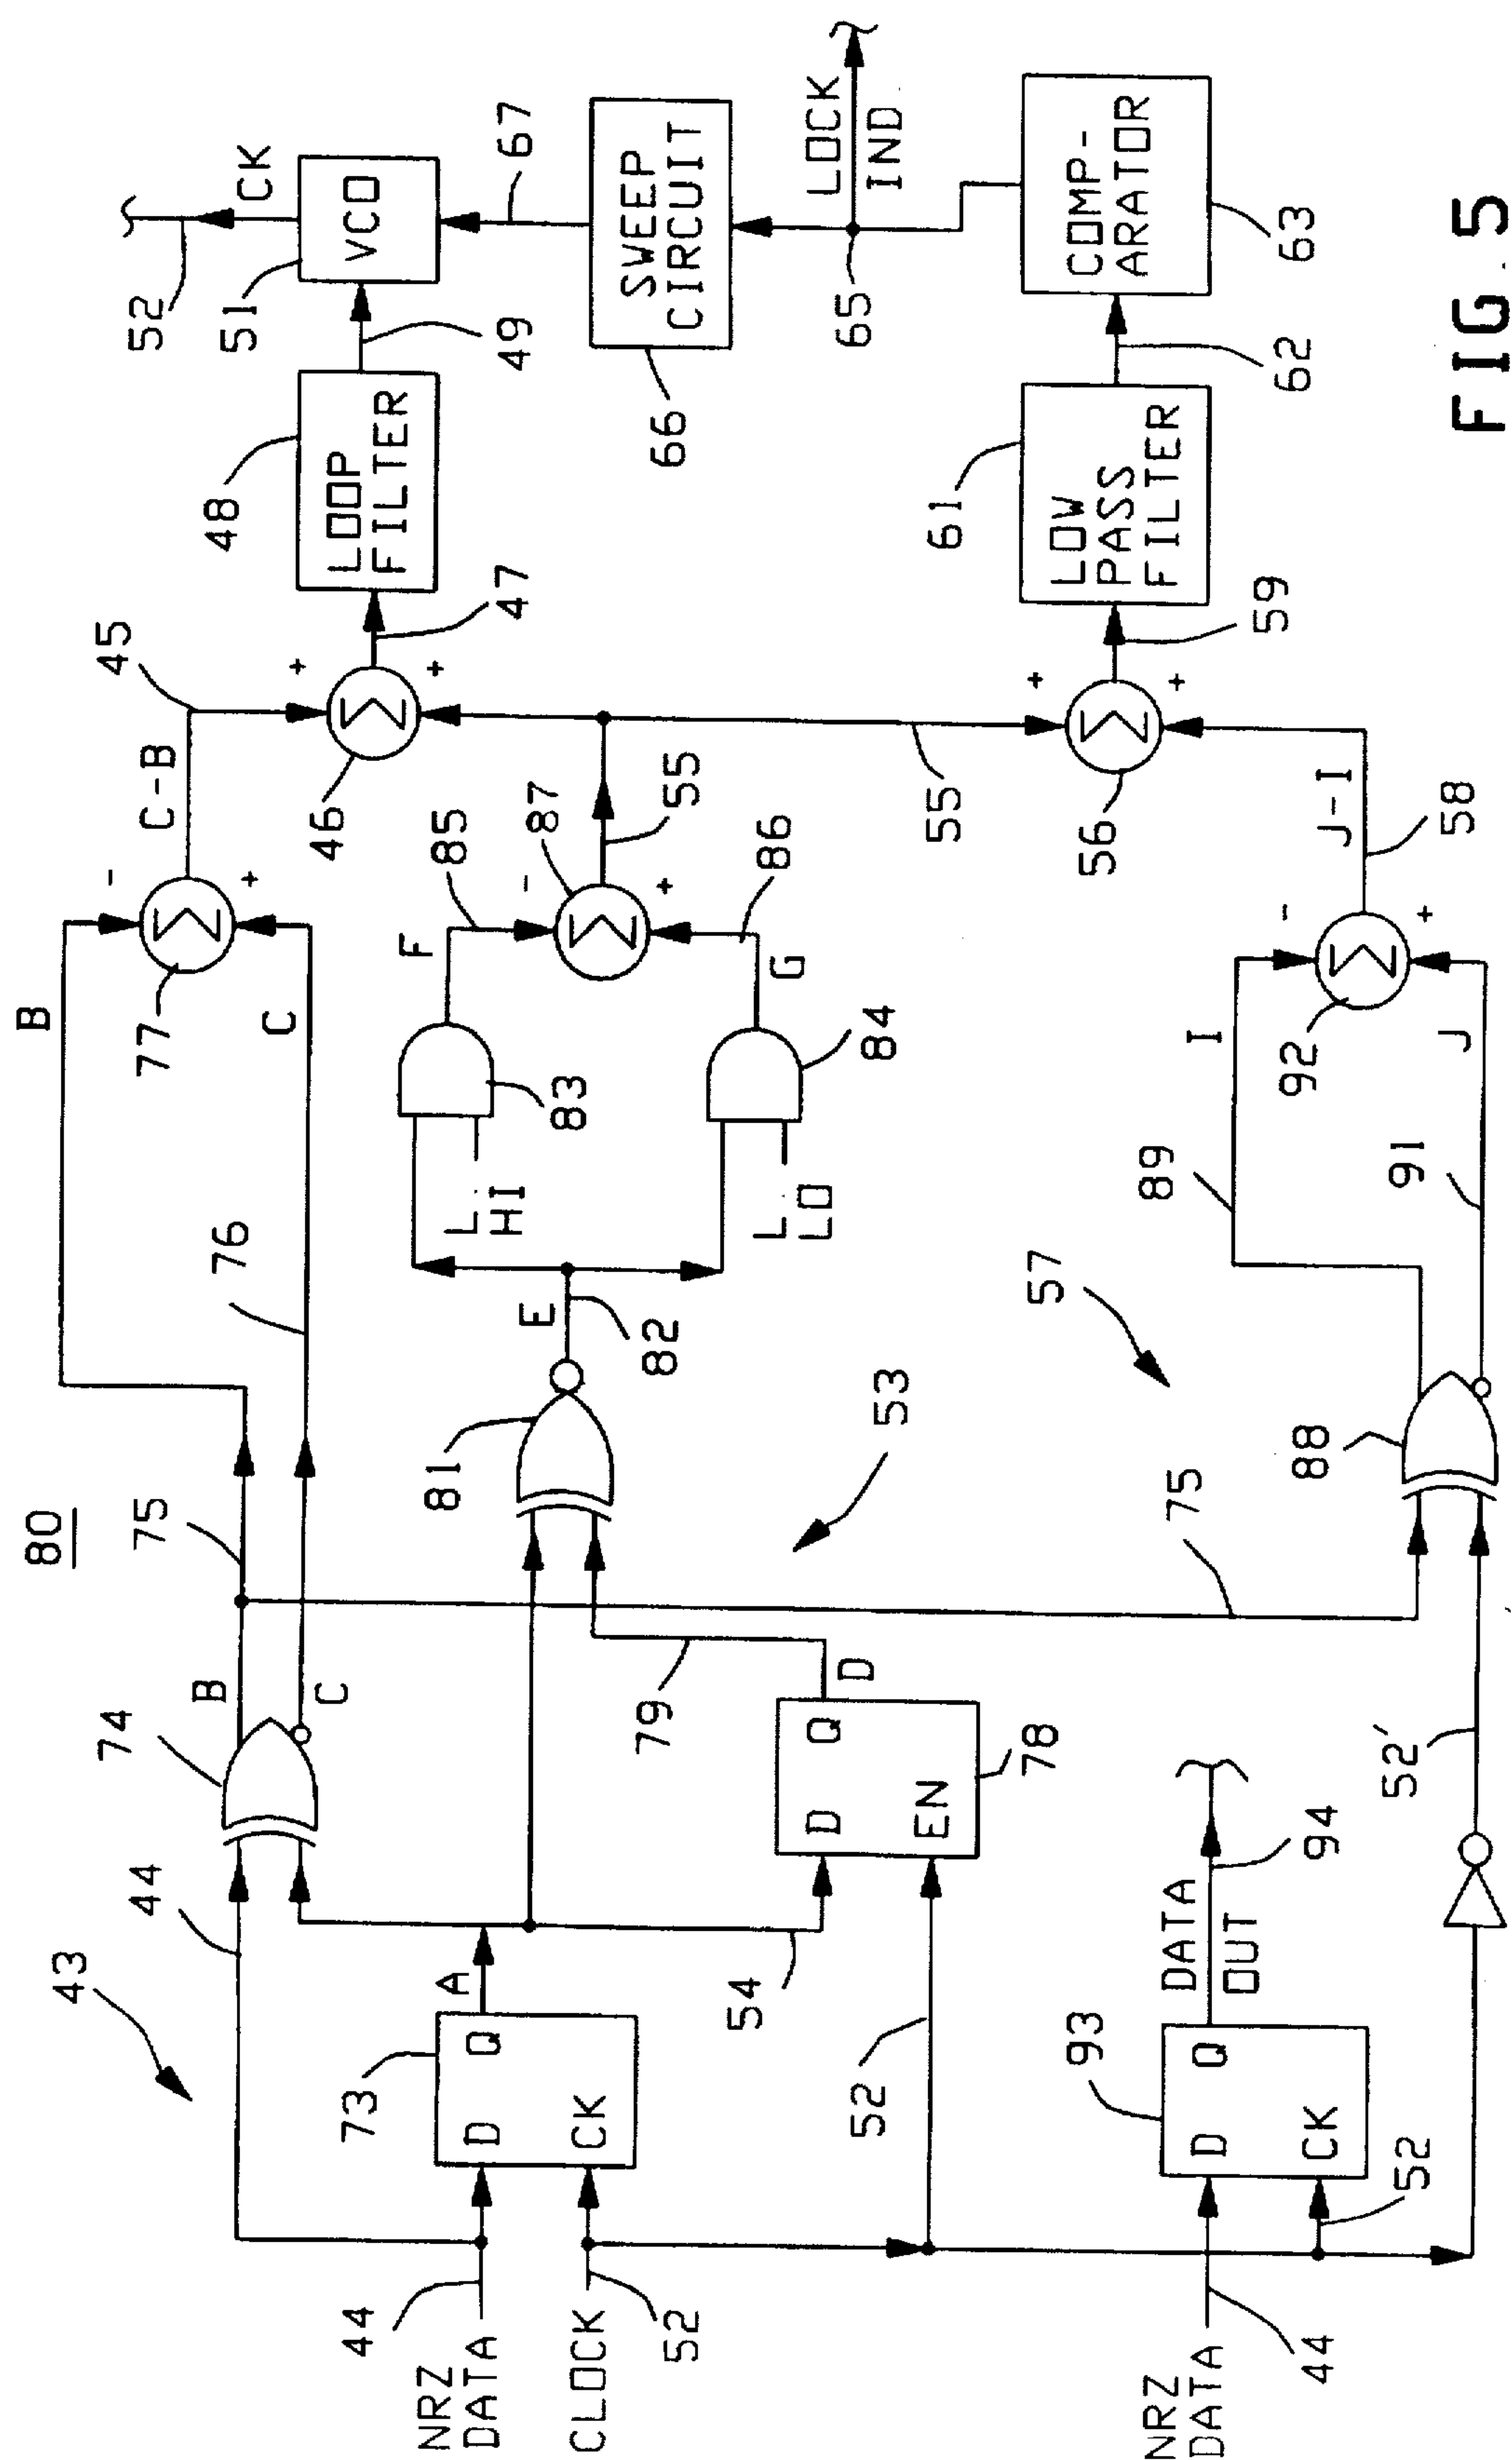 80
43
44
74
B
75
76
B
C
C
77
C-B
45
46
47
48
LOOP
FILTER
49
51
VCO
CK
52
-
+
+
+
NRZ
DATA
44
CLOCK
52
73
D Q
CK
A
54
52
D Q
EN
78
D
79
81
53
E
82
L
HI
L
LO
83
84
F
85
G
86
-
+
87
55
55
66
SWEEP
CIRCUIT
67
65
LOCK
IND
NRZ
DATA
44
93
D Q
CK
52
DATA
OUT
94
52'
75
88
57
89
91
I
J
92
-
+
J-I
58
56
+
+
59
61
LOW
PASS
FILTER
62
COMP-
ARATOR
63
FIG. 5